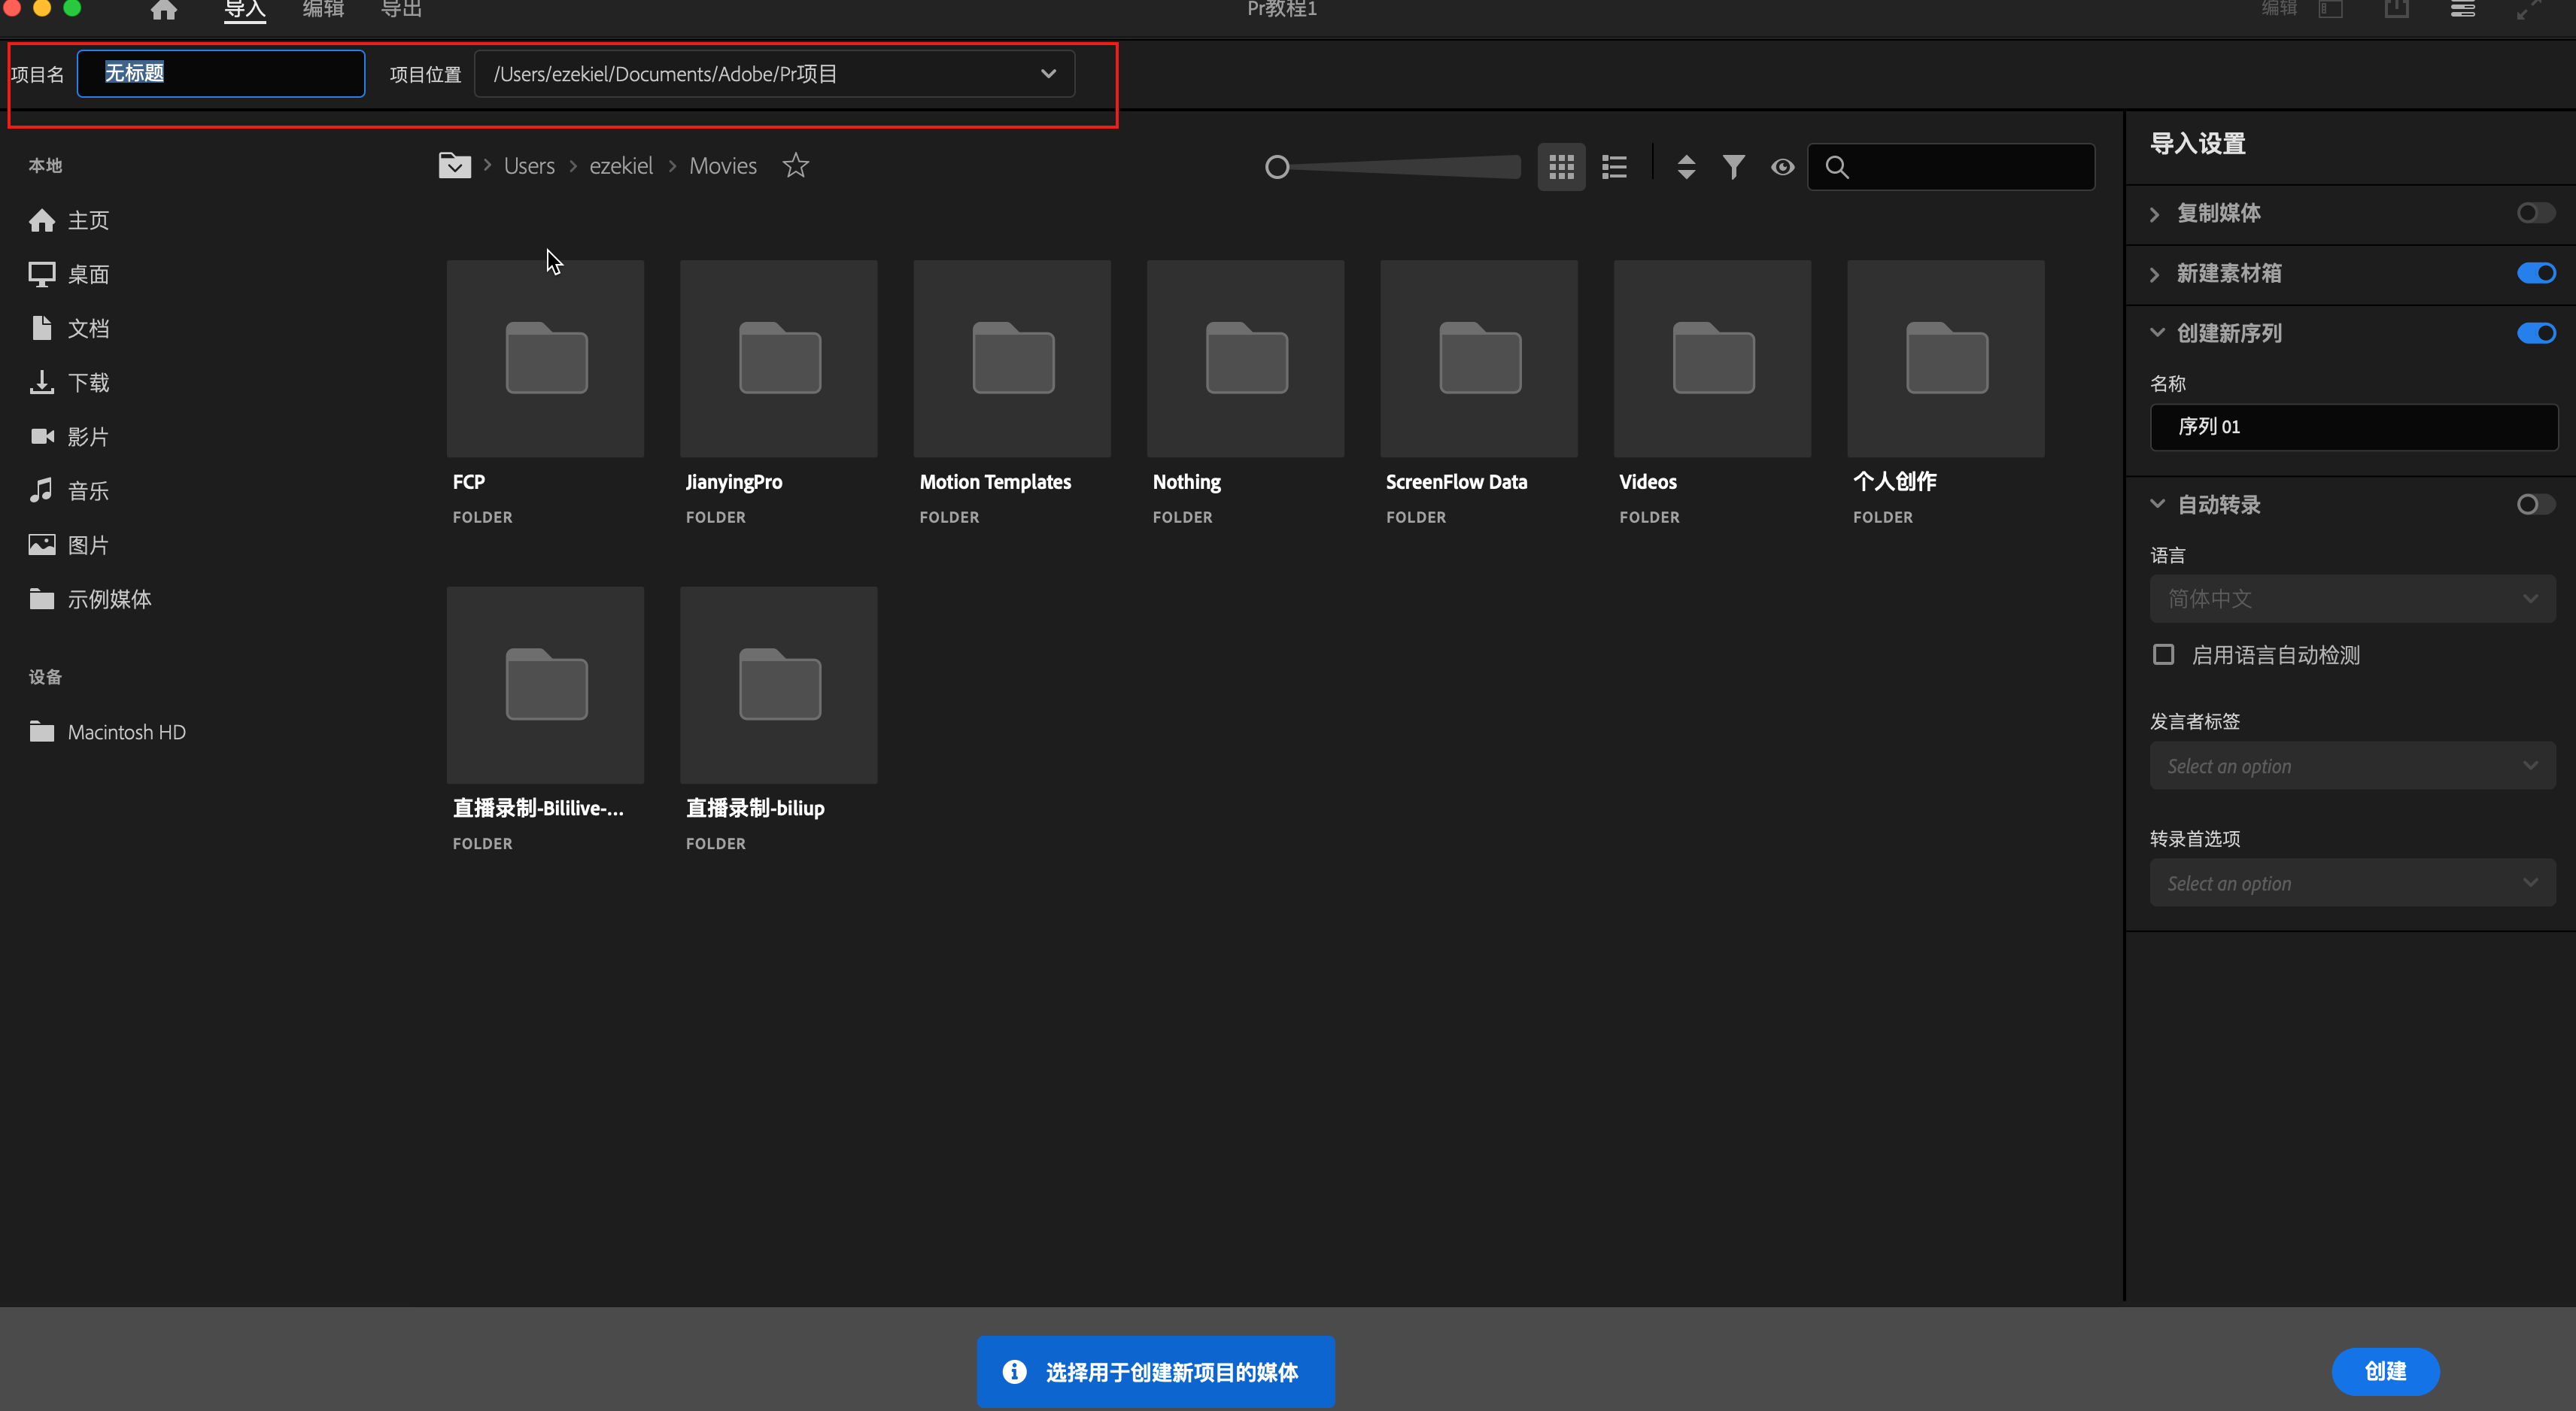 导入 编辑 导出 Pr教程1 编辑
项目名 无标题 项目位置 /Users/ezekiel/Documents/Adobe/Pr项目
本地
主页
桌面
文档
下载
影片
音乐
图片
示例媒体
设备
Macintosh HD
Users ezekiel Movies
FCP
FOLDER
JianyingPro
FOLDER
Motion Templates
FOLDER
Nothing
FOLDER
ScreenFlow Data
FOLDER
Videos
FOLDER
个人创作
FOLDER
直播录制-Bililive-...
FOLDER
直播录制-biliup
FOLDER
导入设置
复制媒体
新建素材箱
创建新序列
名称
序列 01
自动转录
语言
简体中文
启用语言自动检测
发言者标签
Select an option
转录首选项
Select an option
选择用于创建新项目的媒体
创建